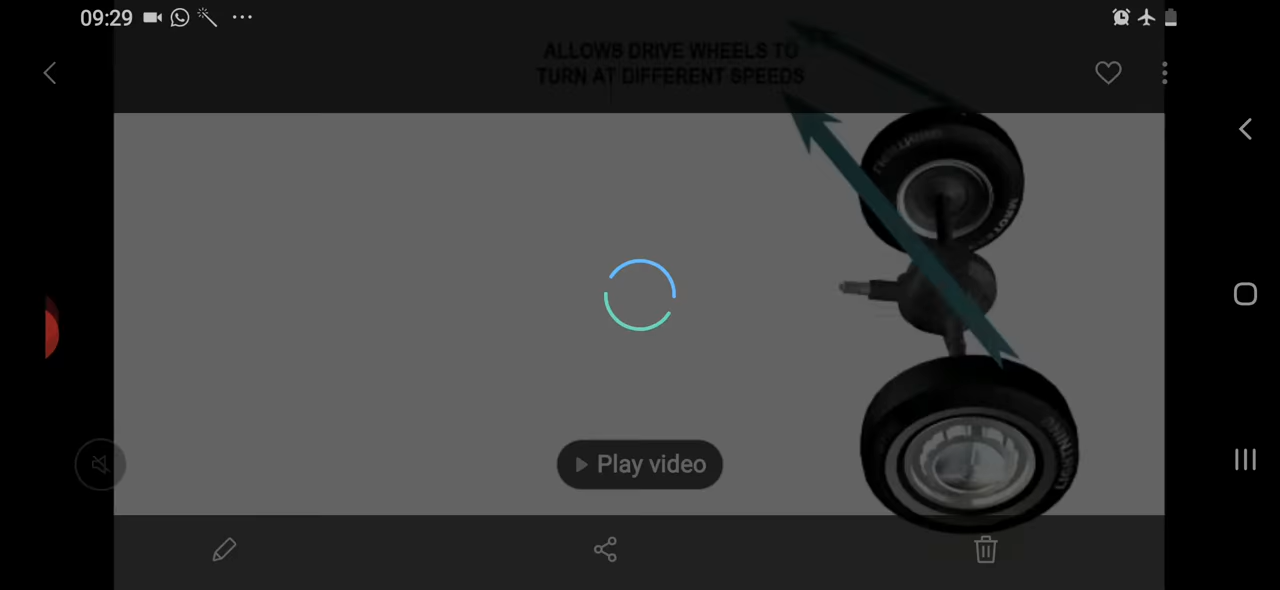 09:29
ALLOWS DRIVE WHEELS TO
TURN AT DIFFERENT SPEEDS
Play video